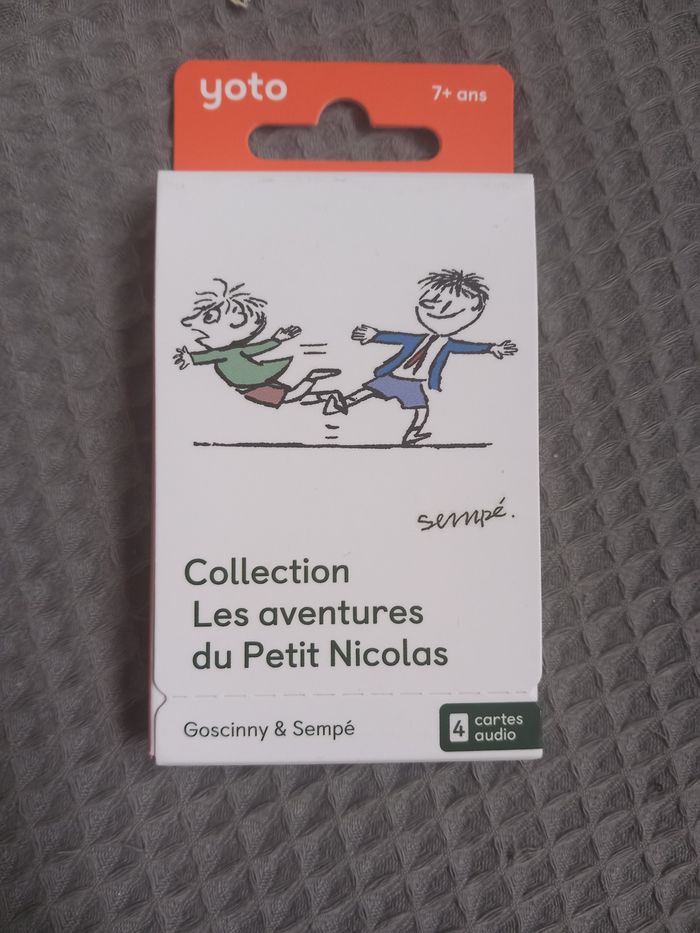 yoto
7+ ans
sempé.
Collection
Les aventures
du Petit Nicolas
Goscinny & Sempé
4 cartes
audio